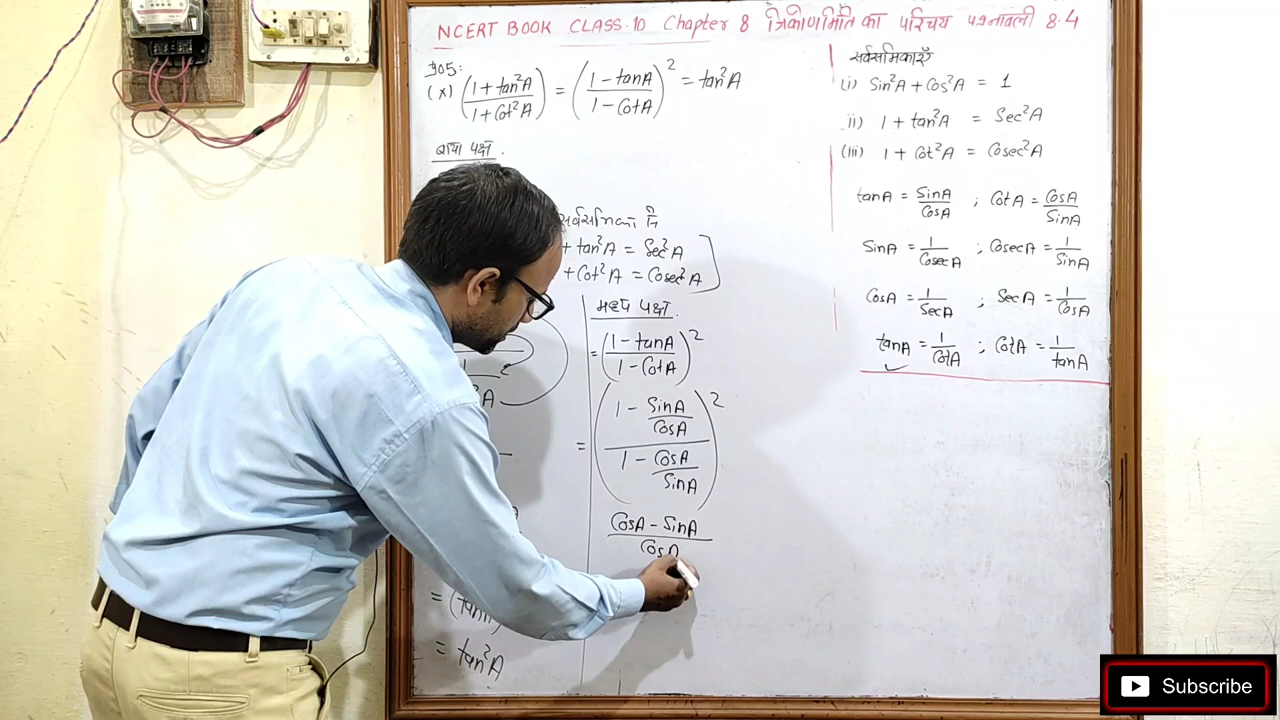 NCERT BOOK CLASS-10 Chapter 8 त्रिकोणमिति का परिचय प्रश्नावली 8.4
प्र05:
(x) (1+tan²A / 1+Cot²A) = (1-tanA / 1-CotA)² = tan²A
बाया पक्ष.
सर्वसमिका से
+ tan²A = Sec²A
+ Cot²A = Cosec²A
= tan²A
मध्य पक्ष.
= (1-tanA / 1-CotA)²
= (1 - SinA/CosA / 1 - CosA/SinA)²
CosA - SinA / CosA
सर्वसमिकाएँ
(i) Sin²A + Cos²A = 1
ii) 1 + tan²A = Sec²A
(iii) 1 + Cot²A = Cosec²A
tanA = SinA/CosA ; CotA = CosA/SinA
SinA = 1/CosecA ; CosecA = 1/SinA
CosA = 1/SecA ; SecA = 1/CosA
tanA = 1/CotA ; CotA = 1/tanA
Subscribe